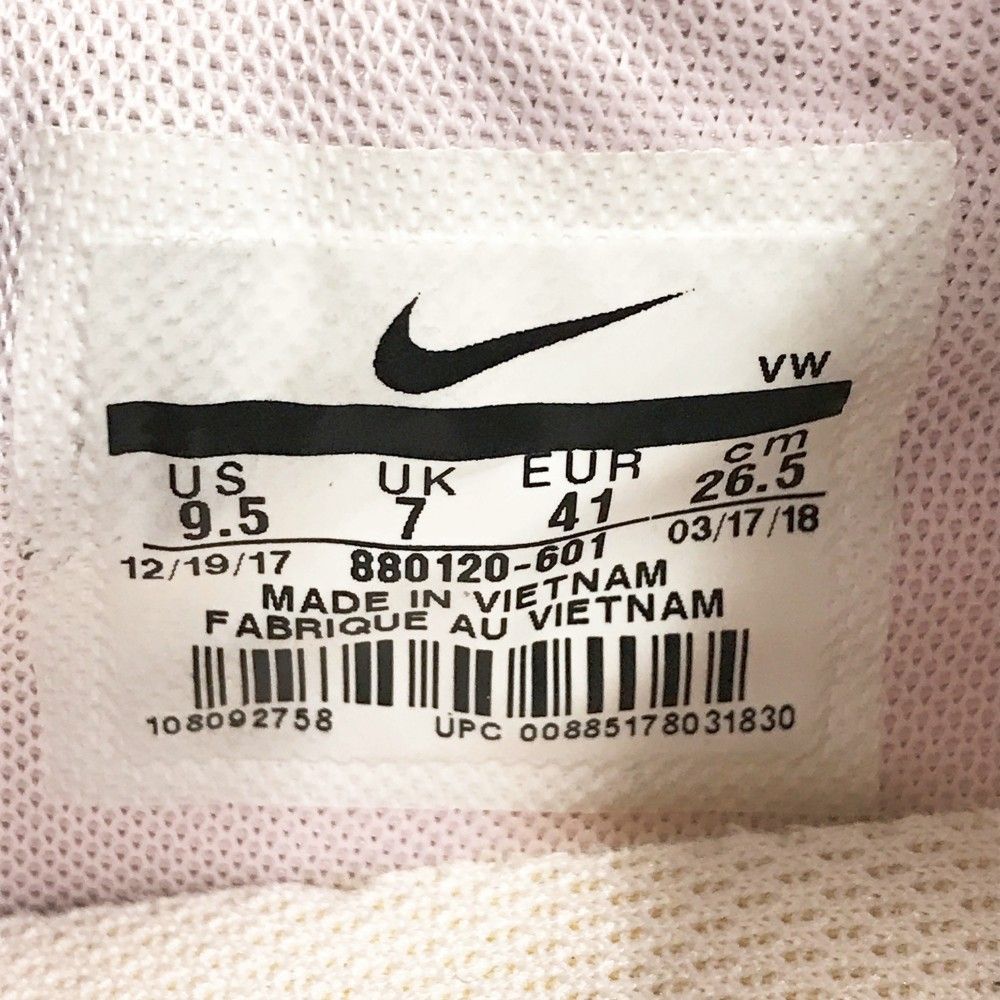 VW
US UK EUR cm
9.5 7 41 26.5
12/19/17 880120-601 03/17/18
MADE IN VIETNAM
FABRIQUE AU VIETNAM
108092758 UPC 00885178031830